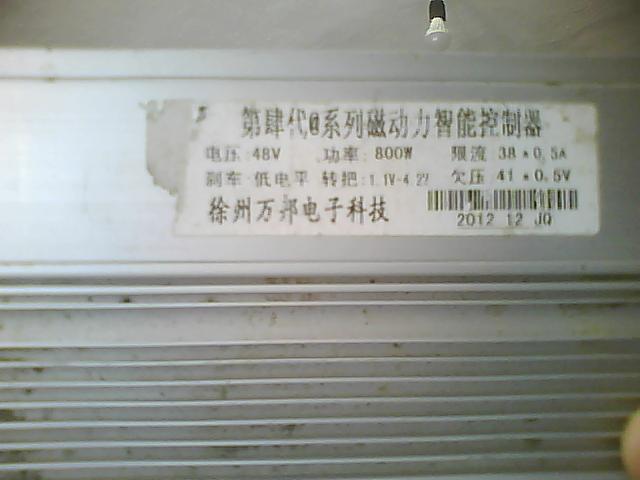 第肆代@系列磁动力智能控制器
电压:48V 功率:800W 限流 38±0.5A
刹车:低电平 转把:1.1V-4.2V 欠压 41±0.5V
徐州万邦电子科技
2012 12 JQ